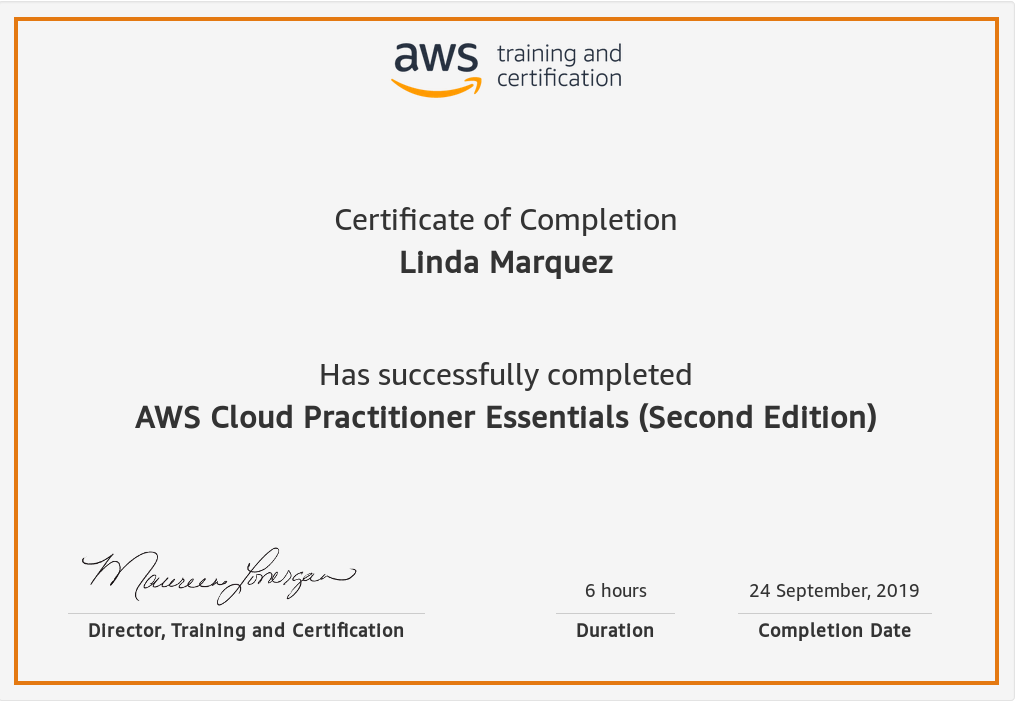 aws training and
certification
Certificate of Completion
Linda Marquez
Has successfully completed
AWS Cloud Practitioner Essentials (Second Edition)
Maureen Lonergan
6 hours
24 September, 2019
Director, Training and Certification
Duration
Completion Date